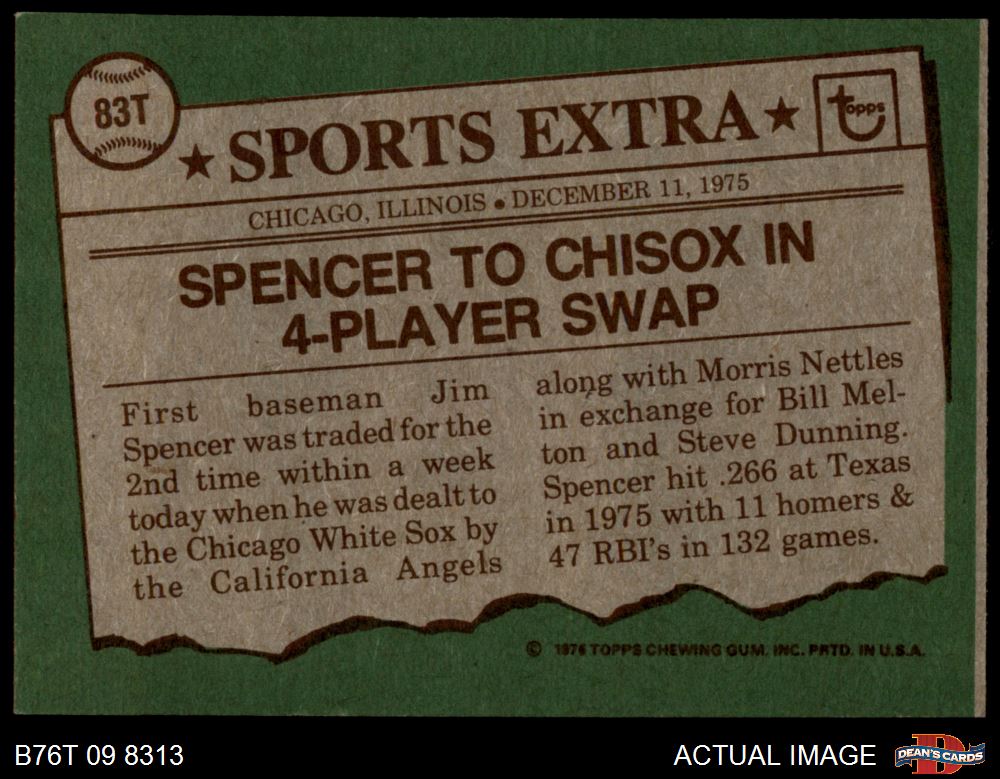 83T
★ SPORTS EXTRA ★
topps
CHICAGO, ILLINOIS • DECEMBER 11, 1975
SPENCER TO CHISOX IN
4-PLAYER SWAP
First baseman Jim
Spencer was traded for the
2nd time within a week
today when he was dealt to
the Chicago White Sox by
the California Angels
along with Morris Nettles
in exchange for Bill Mel-
ton and Steve Dunning.
Spencer hit .266 at Texas
in 1975 with 11 homers &
47 RBI's in 132 games.
© 1976 TOPPS CHEWING GUM, INC. PRTD. IN U.S.A.
B76T 09 8313
ACTUAL IMAGE
D
DEAN'S CARDS